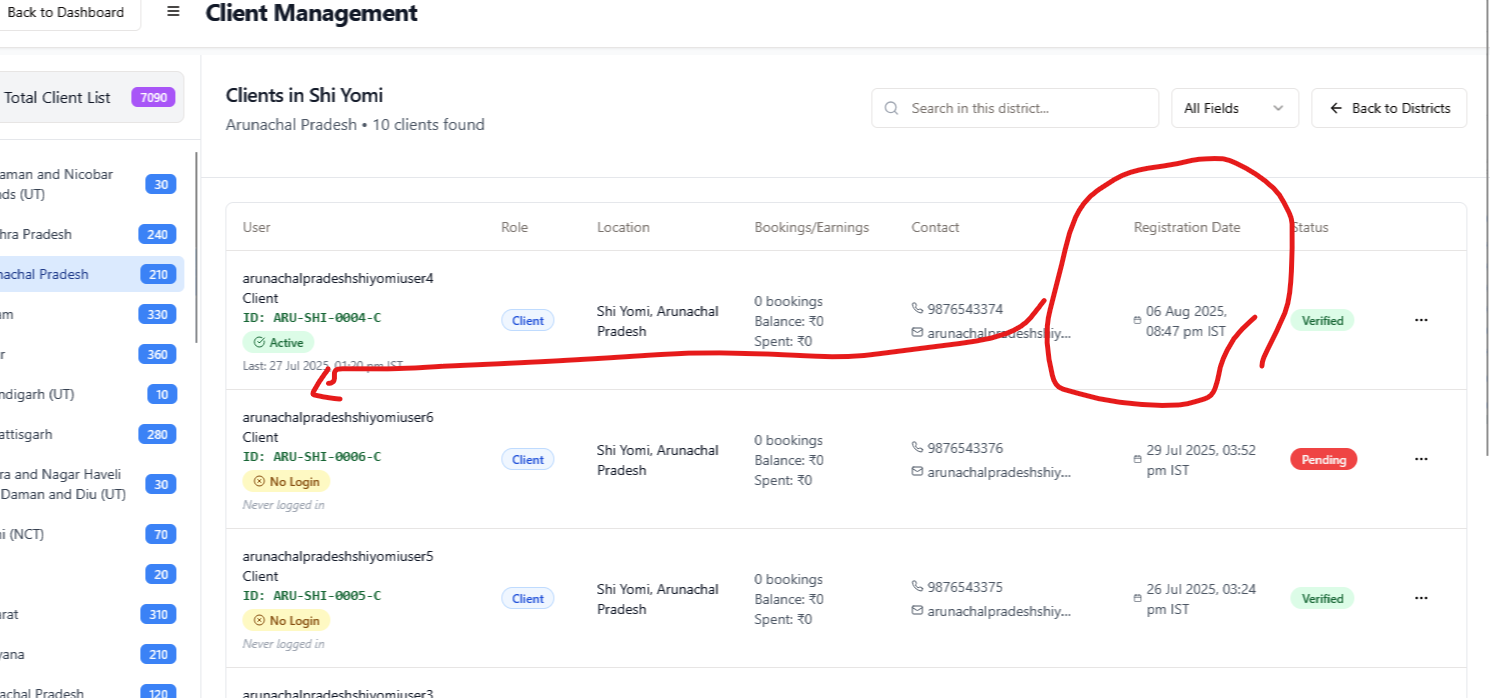 Back to Dashboard
Client Management
Total Client List 7090
aman and Nicobar
ds (UT)
30
hra Pradesh 240
nachal Pradesh 210
m 330
r 360
ndigarh (UT) 10
attisgarh 280
ra and Nagar Haveli
Daman and Diu (UT)
30
i (NCT) 70
20
rat 310
yana 210
achal Pradesh 120
Clients in Shi Yomi
Arunachal Pradesh • 10 clients found
Search in this district...
All Fields
Back to Districts
User Role Location Bookings/Earnings Contact Registration Date Status
arunachalpradeshshiyomiuser4
Client
ID: ARU-SHI-0004-C
Active
Last: 27 Jul 2025, 01:20 pm IST
Client
Shi Yomi, Arunachal
Pradesh
0 bookings
Balance: ₹0
Spent: ₹0
9876543374
arunachalpradeshshiy...
06 Aug 2025,
08:47 pm IST
Verified
...
arunachalpradeshshiyomiuser6
Client
ID: ARU-SHI-0006-C
No Login
Never logged in
Client
Shi Yomi, Arunachal
Pradesh
0 bookings
Balance: ₹0
Spent: ₹0
9876543376
arunachalpradeshshiy...
29 Jul 2025, 03:52
pm IST
Pending
...
arunachalpradeshshiyomiuser5
Client
ID: ARU-SHI-0005-C
No Login
Never logged in
Client
Shi Yomi, Arunachal
Pradesh
0 bookings
Balance: ₹0
Spent: ₹0
9876543375
arunachalpradeshshiy...
26 Jul 2025, 03:24
pm IST
Verified
...
arunachalpradeshshiyomiuser3